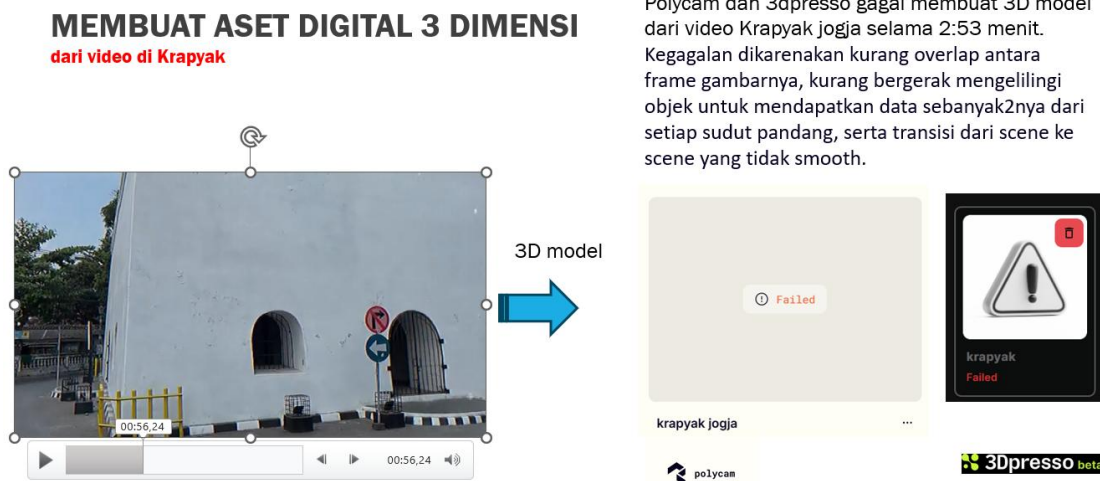 MEMBUAT ASET DIGITAL 3 DIMENSI
dari video di Krapyak
Polycam dan 3dpresso gagal membuat 3D model
dari video Krapyak jogja selama 2:53 menit.
Kegagalan dikarenakan kurang overlap antara
frame gambarnya, kurang bergerak mengelilingi
objek untuk mendapatkan data sebanyak2nya dari
setiap sudut pandang, serta transisi dari scene ke
scene yang tidak smooth.
3D model
Failed
krapyak
Failed
krapyak jogja
...
00:56,24
00:56,24
polycam
3Dpresso beta